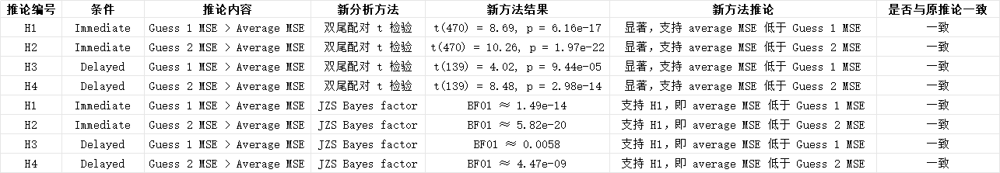 推论编号 条件 推论内容 新分析方法 新方法结果 新方法推论 是否与原推论一致
H1 Immediate Guess 1 MSE > Average MSE 双尾配对 t 检验 t(470) = 8.69, p = 6.16e-17 显著，支持 average MSE 低于 Guess 1 MSE 一致
H2 Immediate Guess 2 MSE > Average MSE 双尾配对 t 检验 t(470) = 10.26, p = 1.97e-22 显著，支持 average MSE 低于 Guess 2 MSE 一致
H3 Delayed Guess 1 MSE > Average MSE 双尾配对 t 检验 t(139) = 4.02, p = 9.44e-05 显著，支持 average MSE 低于 Guess 1 MSE 一致
H4 Delayed Guess 2 MSE > Average MSE 双尾配对 t 检验 t(139) = 8.48, p = 2.98e-14 显著，支持 average MSE 低于 Guess 2 MSE 一致
H1 Immediate Guess 1 MSE > Average MSE JZS Bayes factor BF01 ≈ 1.49e-14 支持 H1，即 average MSE 低于 Guess 1 MSE 一致
H2 Immediate Guess 2 MSE > Average MSE JZS Bayes factor BF01 ≈ 5.82e-20 支持 H1，即 average MSE 低于 Guess 2 MSE 一致
H3 Delayed Guess 1 MSE > Average MSE JZS Bayes factor BF01 ≈ 0.0058 支持 H1，即 average MSE 低于 Guess 1 MSE 一致
H4 Delayed Guess 2 MSE > Average MSE JZS Bayes factor BF01 ≈ 4.47e-09 支持 H1，即 average MSE 低于 Guess 2 MSE 一致